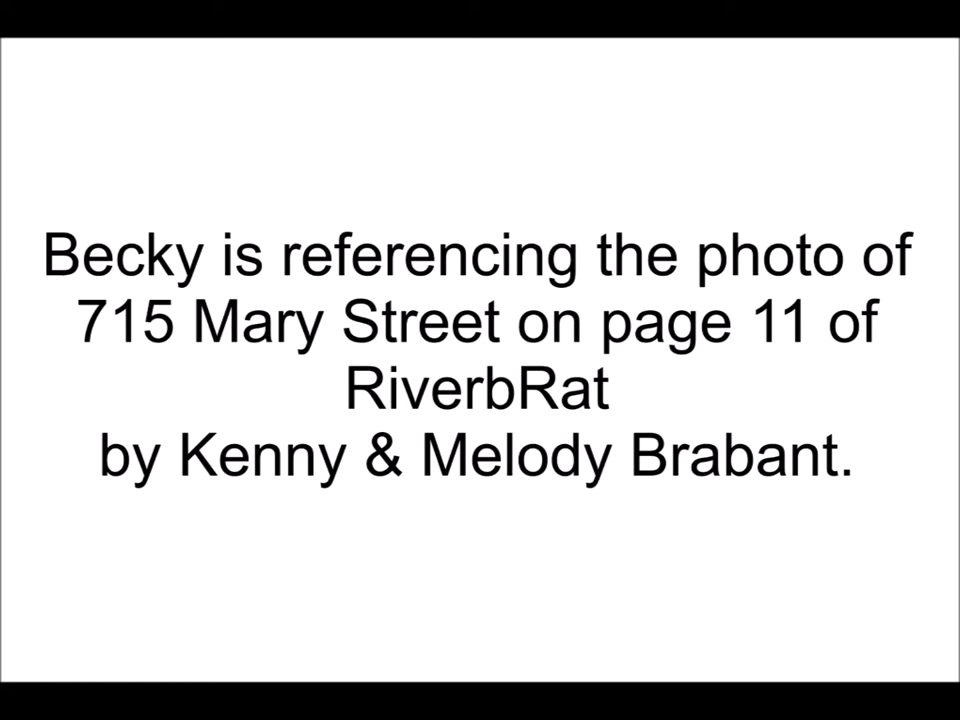 Becky is referencing the photo of
715 Mary Street on page 11 of
RiverbRat
by Kenny & Melody Brabant.